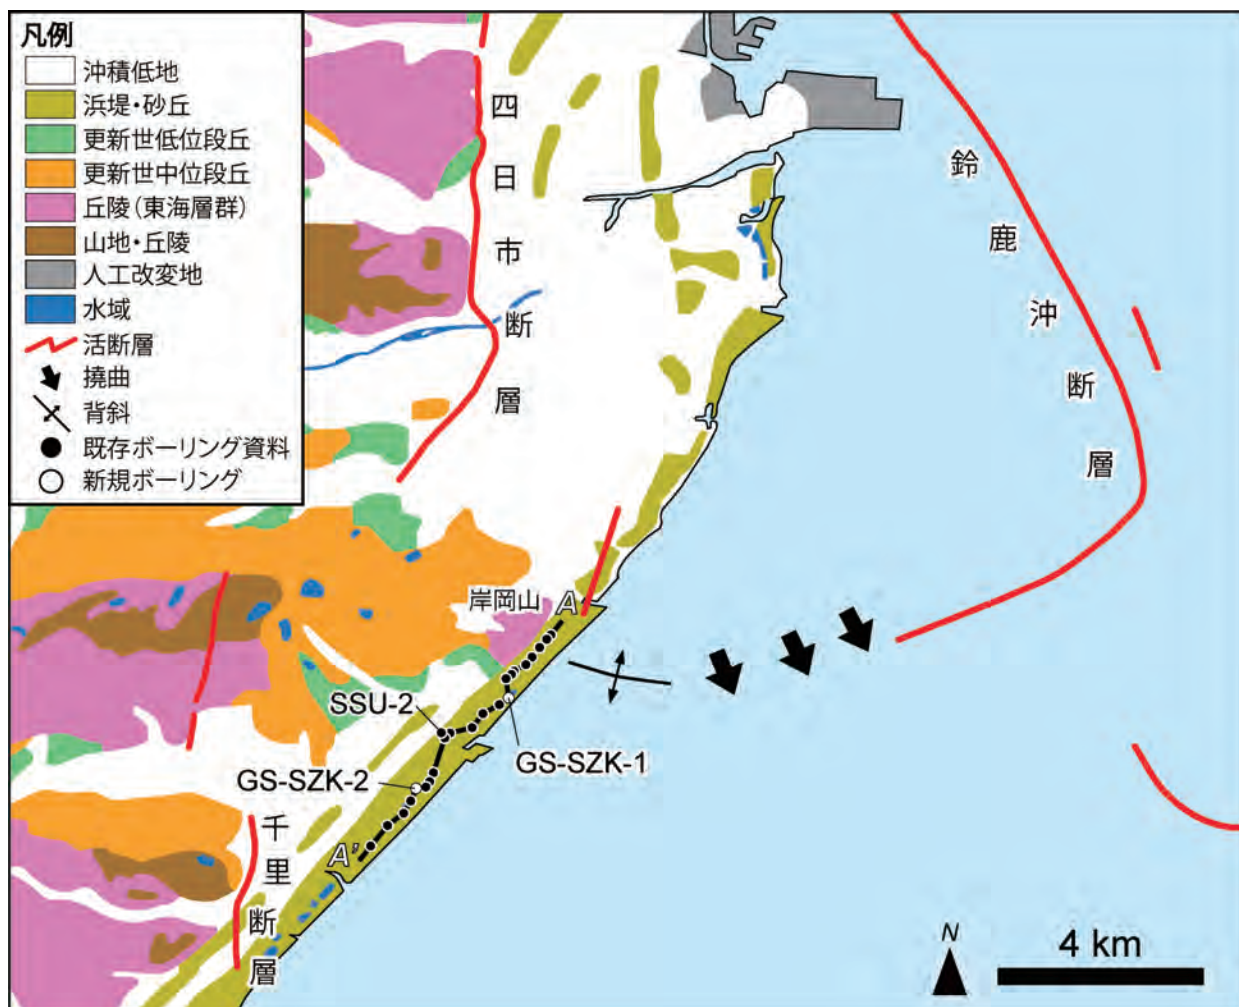 凡例
沖積低地
浜堤・砂丘
更新世低位段丘
更新世中位段丘
丘陵（東海層群）
山地・丘陵
人工改変地
水域
活断層
撓曲
背斜
既存ボーリング資料
新規ボーリング
四日市断層
鈴鹿沖断層
岸岡山
A
SSU-2
GS-SZK-1
GS-SZK-2
A'
千里断層
N
4 km